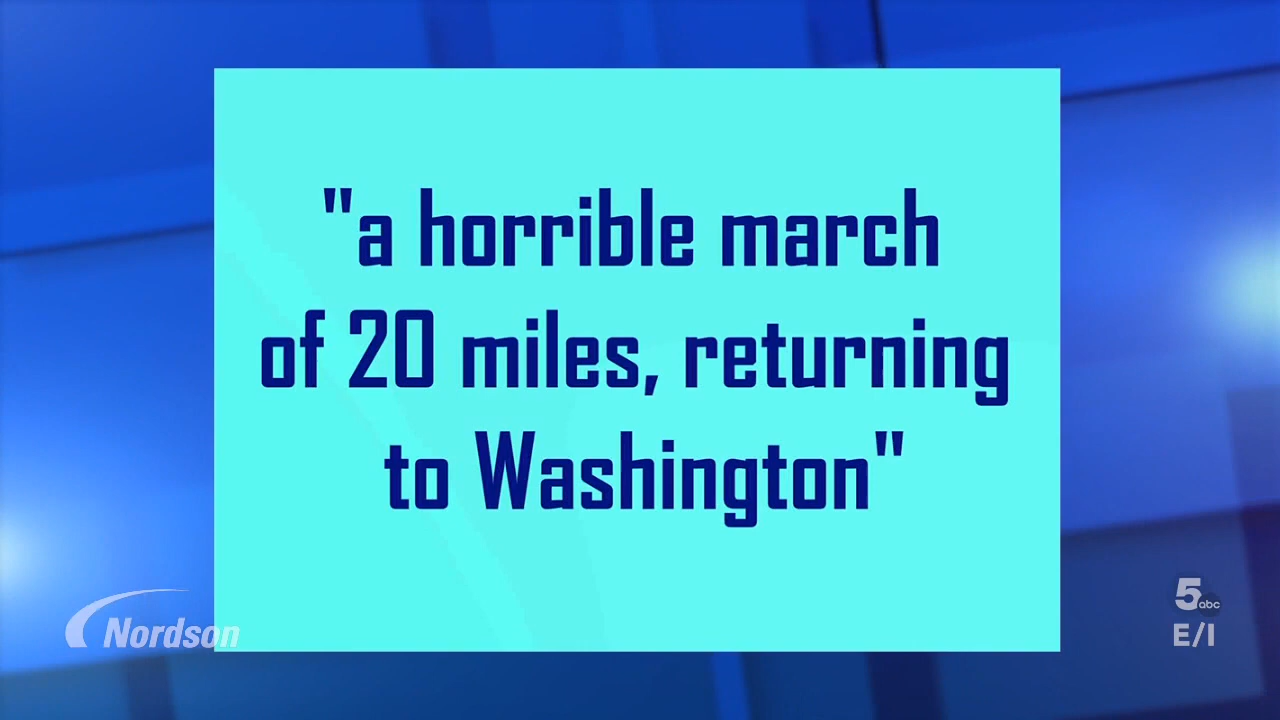 "a horrible march
of 20 miles, returning
to Washington"
Nordson
5abc
E/I